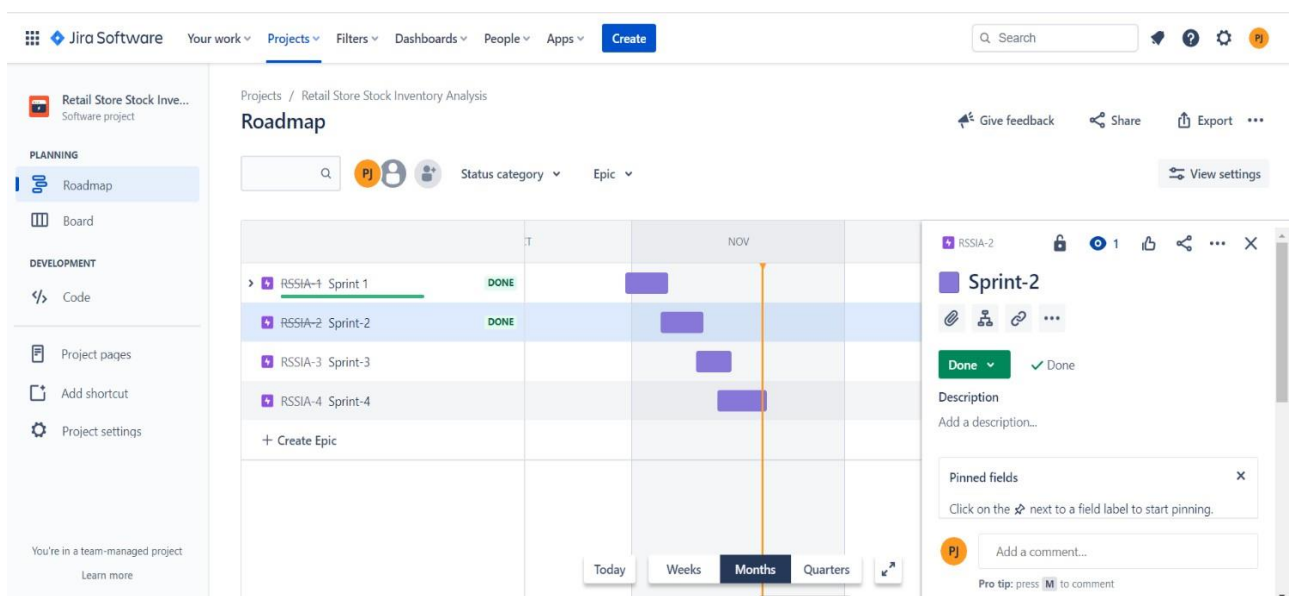 Jira Software Your work Projects Filters Dashboards People Apps Create Search PJ
Retail Store Stock Inve...
Software project
PLANNING
Roadmap
Board
DEVELOPMENT
Code
Project pages
Add shortcut
Project settings
You're in a team-managed project
Learn more
Projects / Retail Store Stock Inventory Analysis
Roadmap
Give feedback Share Export
PJ Status category Epic View settings
NOV
RSSIA-1 Sprint 1 DONE
RSSIA-2 Sprint-2 DONE
RSSIA-3 Sprint-3
RSSIA-4 Sprint-4
+ Create Epic
Today Weeks Months Quarters
RSSIA-2 1
Sprint-2
Done Done
Description
Add a description...
Pinned fields
Click on the next to a field label to start pinning.
PJ Add a comment...
Pro tip: press M to comment